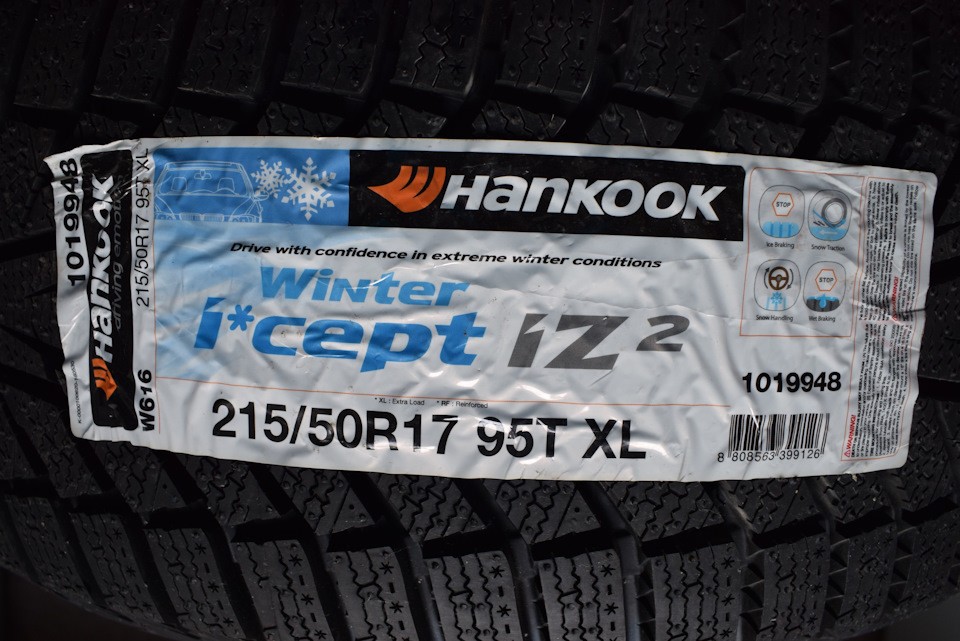 1019948
HANKOOK
driving emotion
215/50R17 95T XL
W616
HANKOOK
Drive with confidence in extreme winter conditions
Winter
i*cept iZ²
* XL : Extra Load * RF : Reinforced
215/50R17 95T XL
STOP
Ice Braking
Snow Traction
Snow Handling
STOP
Wet Braking
1019948
8 808563 399126
WARNING